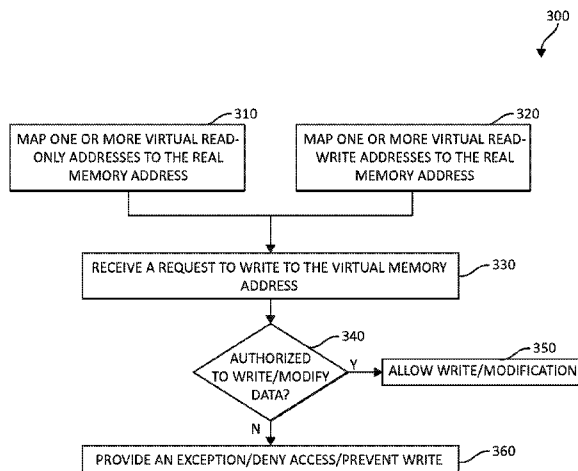 300
310
320
MAP ONE OR MORE VIRTUAL READ-
ONLY ADDRESSES TO THE REAL
MEMORY ADDRESS
MAP ONE OR MORE VIRTUAL READ-
WRITE ADDRESSES TO THE REAL
MEMORY ADDRESS
RECEIVE A REQUEST TO WRITE TO THE VIRTUAL MEMORY
ADDRESS
330
340
AUTHORIZED
TO WRITE/MODIFY
DATA?
Y
350
ALLOW WRITE/MODIFICATION
N
PROVIDE AN EXCEPTION/DENY ACCESS/PREVENT WRITE
360